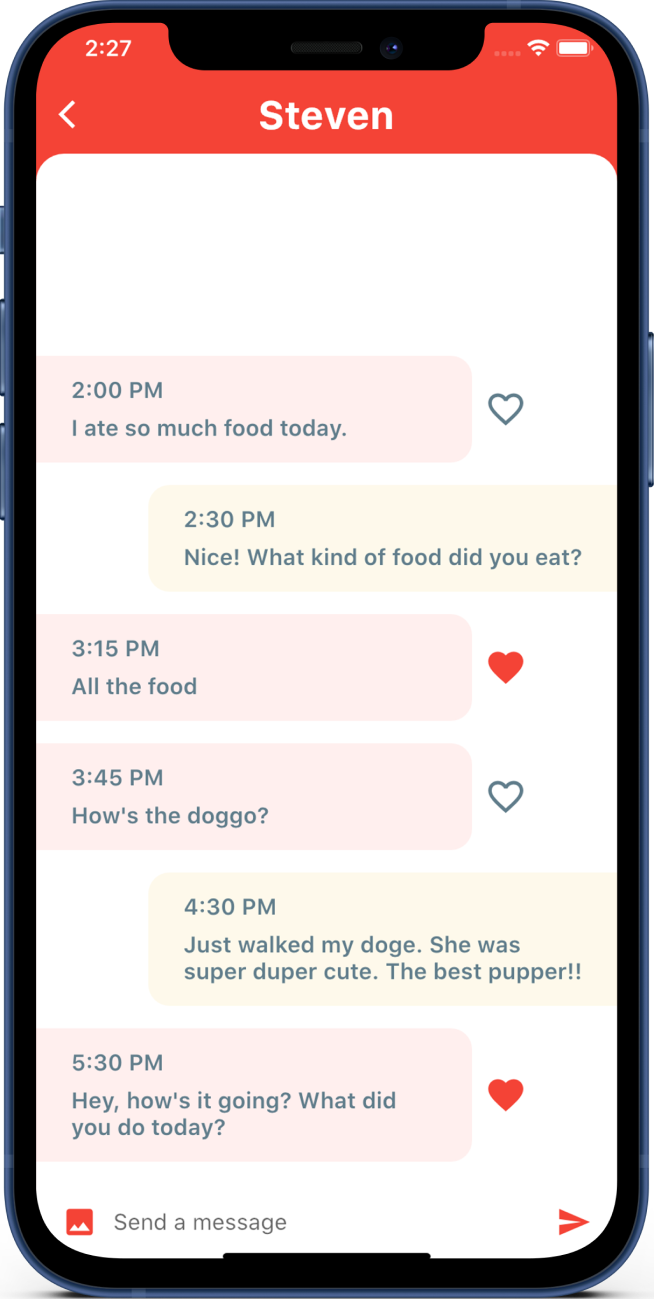 2:27
Steven
2:00 PM
I ate so much food today.
2:30 PM
Nice! What kind of food did you eat?
3:15 PM
All the food
3:45 PM
How's the doggo?
4:30 PM
Just walked my doge. She was
super duper cute. The best pupper!!
5:30 PM
Hey, how's it going? What did
you do today?
Send a message